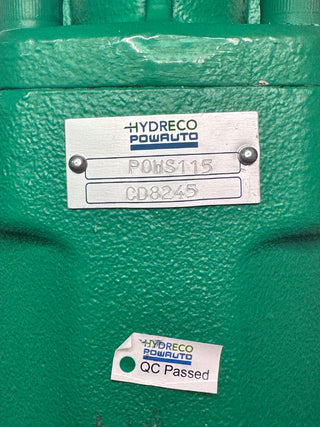 HYDRECO
POWAUTO
POWS115
CD8245
HYDRECO
POWAUTO
QC Passed